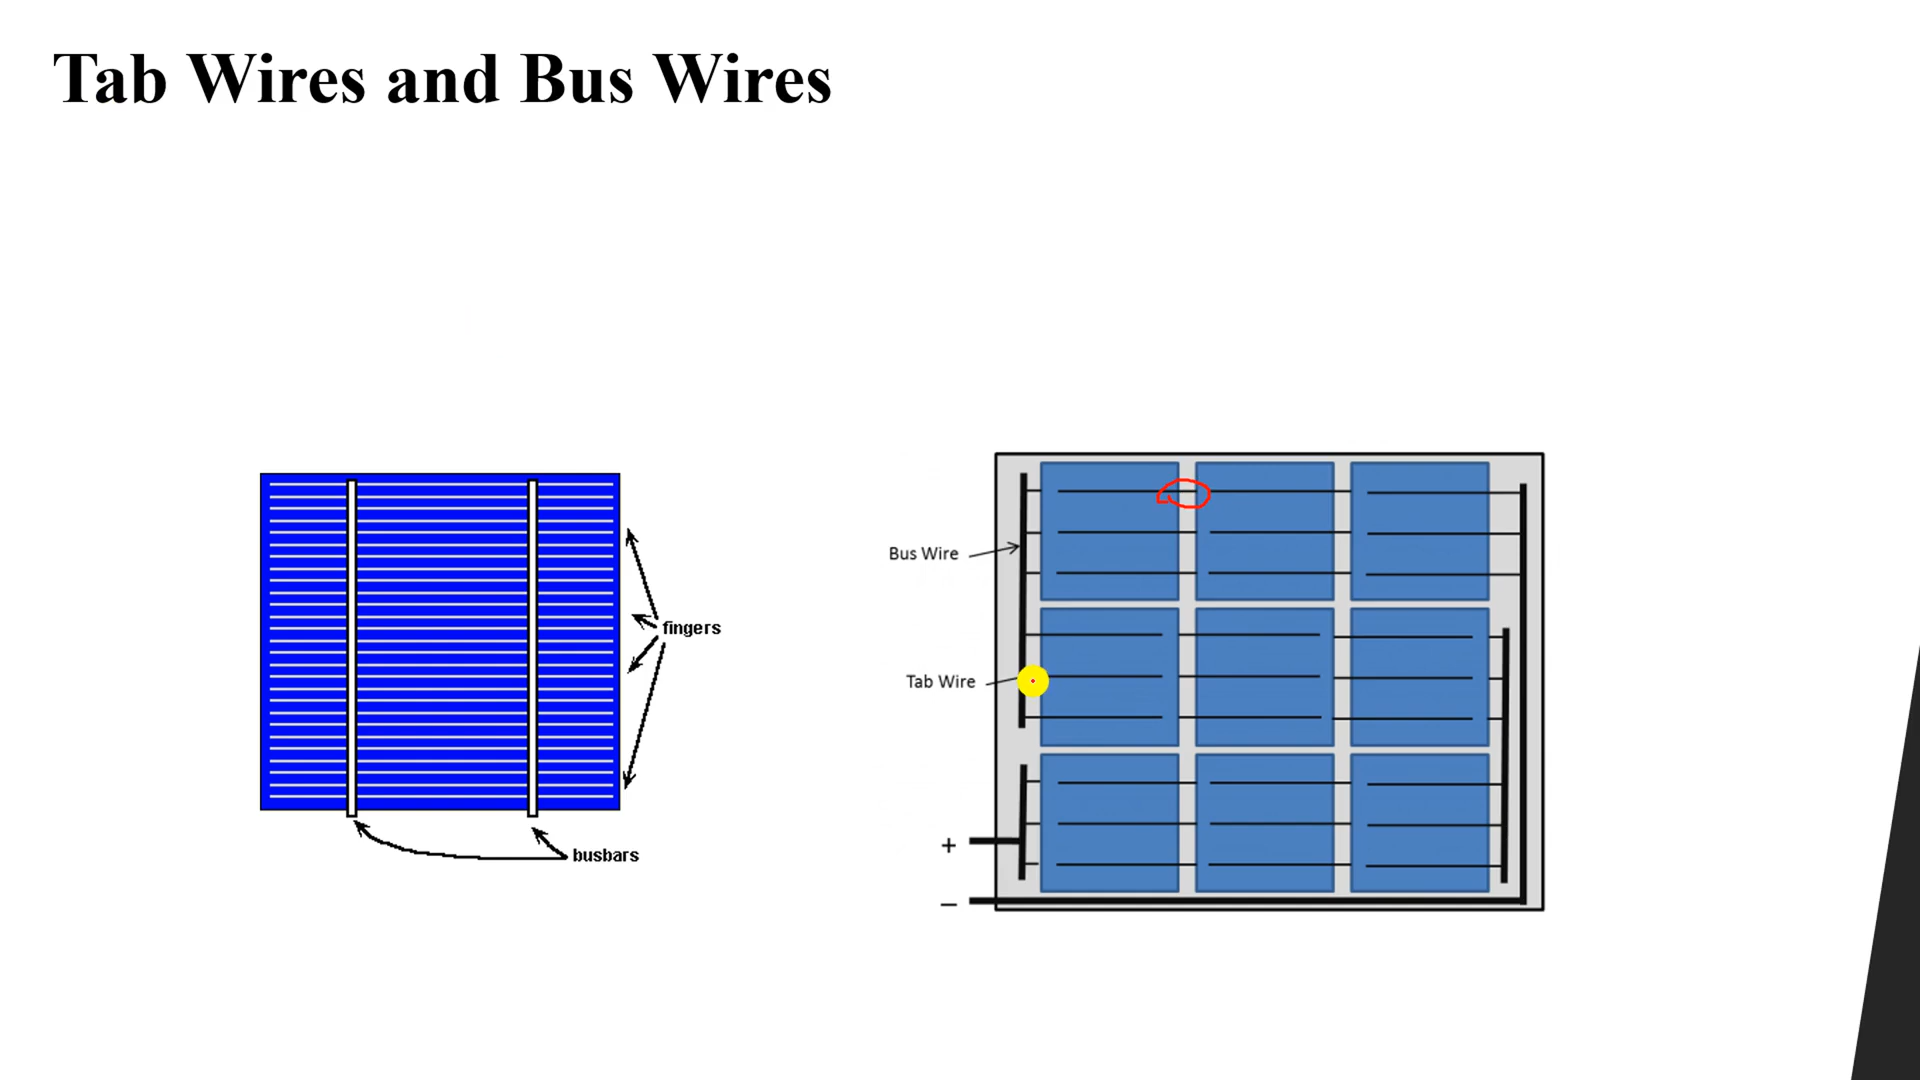 Tab Wires and Bus Wires
fingers
busbars
Bus Wire
Tab Wire
+
–